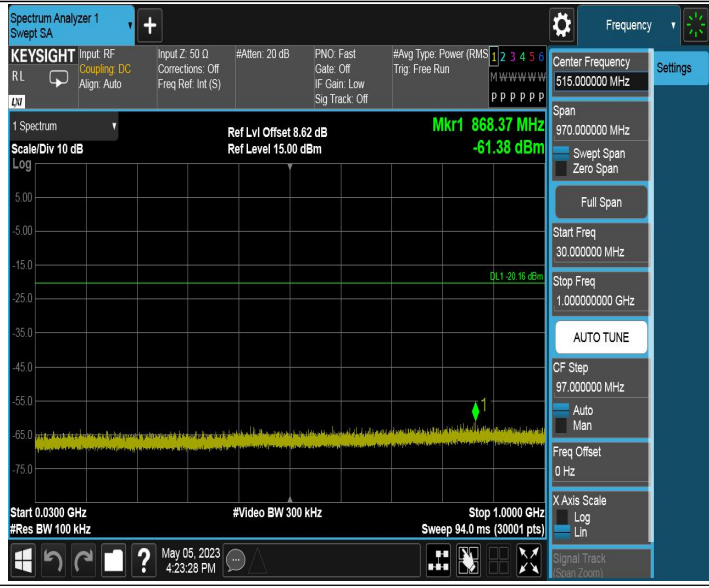 Spectrum Analyzer 1
Swept SA
+
Frequency
KEYSIGHT
RL
LXI
Input: RF
Coupling: DC
Align: Auto
Input Z: 50 Ω
Corrections: Off
Freq Ref: Int (S)
#Atten: 20 dB
PNO: Fast
Gate: Off
IF Gain: Low
Sig Track: Off
#Avg Type: Power (RMS
Trig: Free Run
1 2 3 4 5 6
M W W W W W
P P P P P P
1 Spectrum
Scale/Div 10 dB
Log
Ref Lvl Offset 8.62 dB
Ref Level 15.00 dBm
Mkr1 868.37 MHz
-61.38 dBm
5.00
-5.00
-15.0
DL1 -20.16 dBm
-25.0
-35.0
-45.0
-55.0
1
-65.0
-75.0
Start 0.0300 GHz
#Res BW 100 kHz
#Video BW 300 kHz
Stop 1.0000 GHz
Sweep 94.0 ms (30001 pts)
?
May 05, 2023
4:23:28 PM
Center Frequency
515.000000 MHz
Settings
Span
970.000000 MHz
Swept Span
Zero Span
Full Span
Start Freq
30.000000 MHz
Stop Freq
1.000000000 GHz
AUTO TUNE
CF Step
97.000000 MHz
Auto
Man
Freq Offset
0 Hz
X Axis Scale
Log
Lin
Signal Track
(Span Zoom)